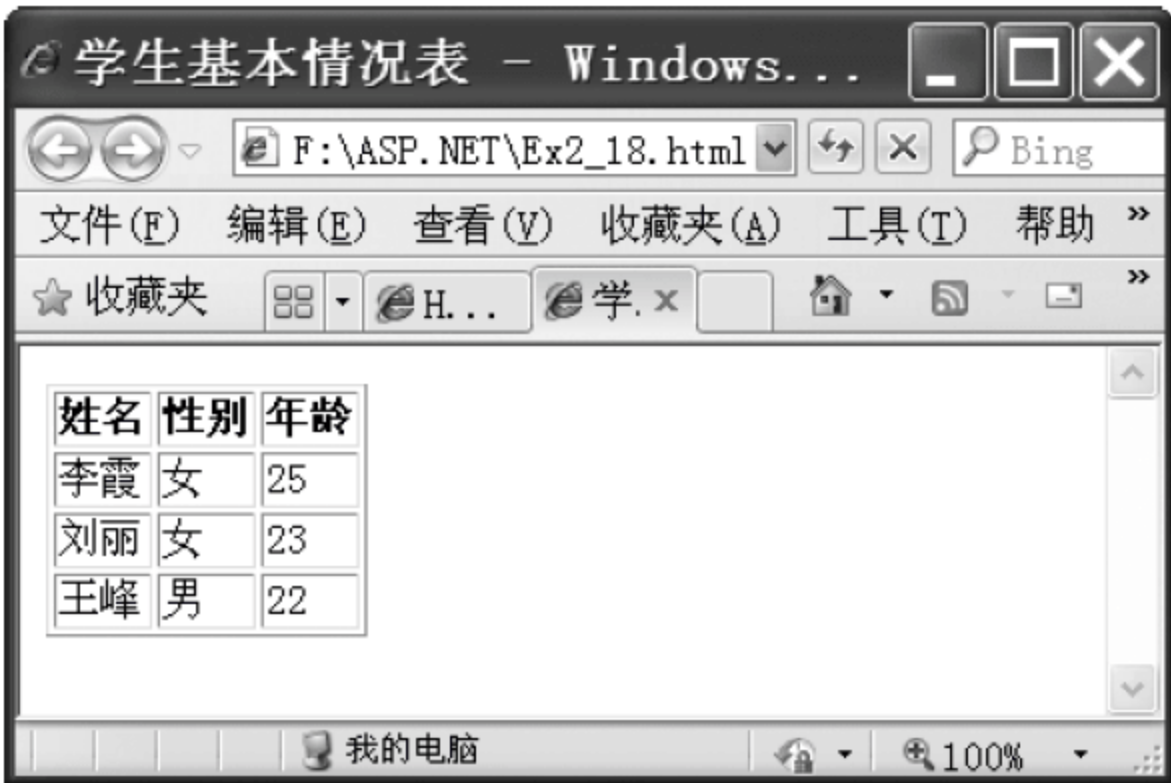 学生基本情况表 - Windows...
F:\ASP.NET\Ex2_18.html Bing
文件(F) 编辑(E) 查看(V) 收藏夹(A) 工具(T) 帮助 »
收藏夹 H... 学. »
姓名 性别 年龄
李霞 女 25
刘丽 女 23
王峰 男 22
我的电脑 100%